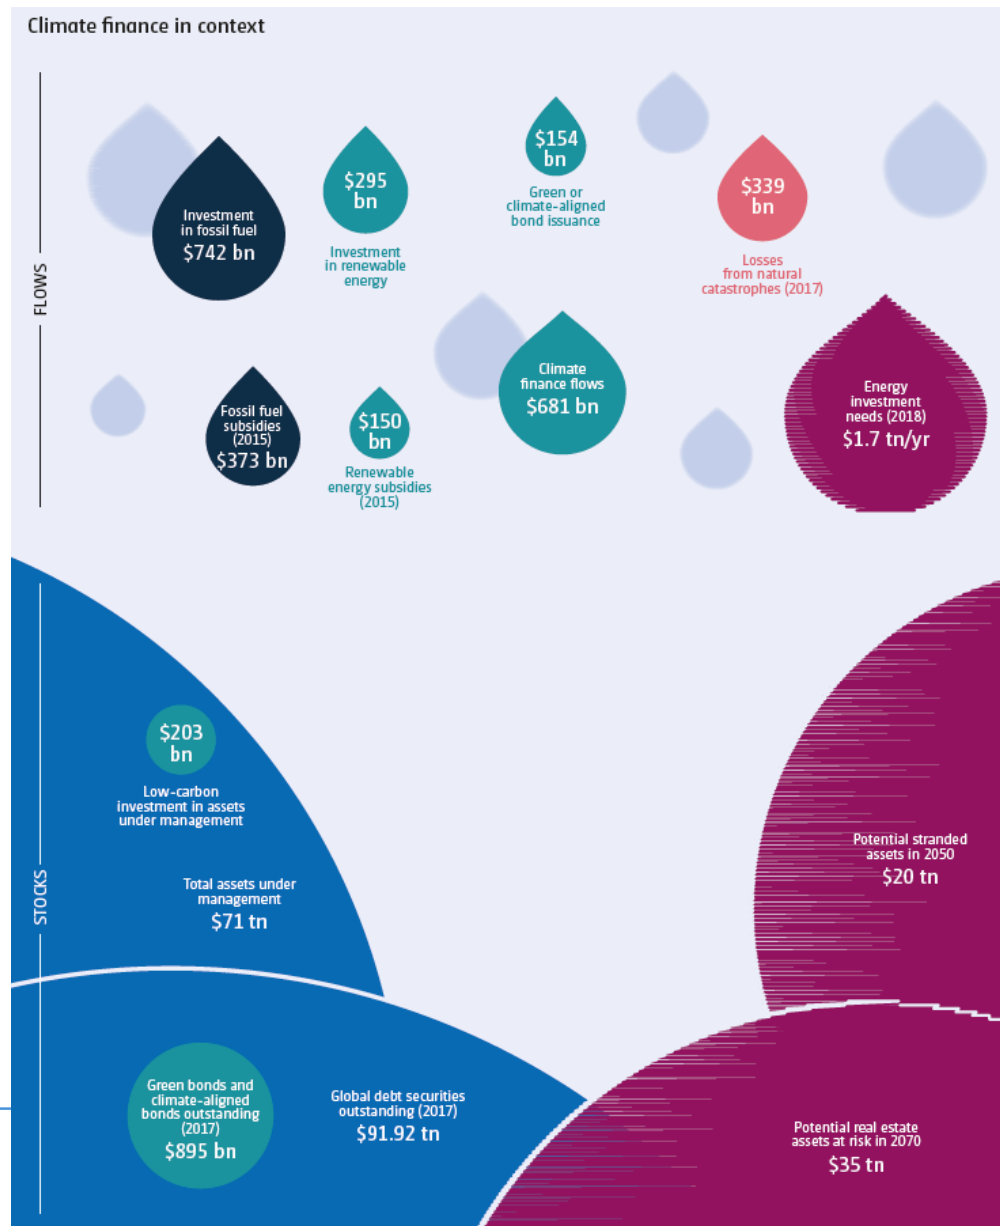 Climate finance in context
FLOWS
Investment
in fossil fuel
$742 bn
$295
bn
Investment
in renewable
energy
$154
bn
Green or
climate-aligned
bond issuance
$339
bn
Losses
from natural
catastrophes (2017)
Fossil fuel
subsidies
(2015)
$373 bn
$150
bn
Renewable
energy subsidies
(2015)
Climate
finance flows
$681 bn
Energy
investment
needs (2018)
$1.7 tn/yr
STOCKS
$203
bn
Low-carbon
investment in assets
under management
Total assets under
management
$71 tn
Potential stranded
assets in 2050
$20 tn
Green bonds and
climate-aligned
bonds outstanding
(2017)
$895 bn
Global debt securities
outstanding (2017)
$91.92 tn
Potential real estate
assets at risk in 2070
$35 tn